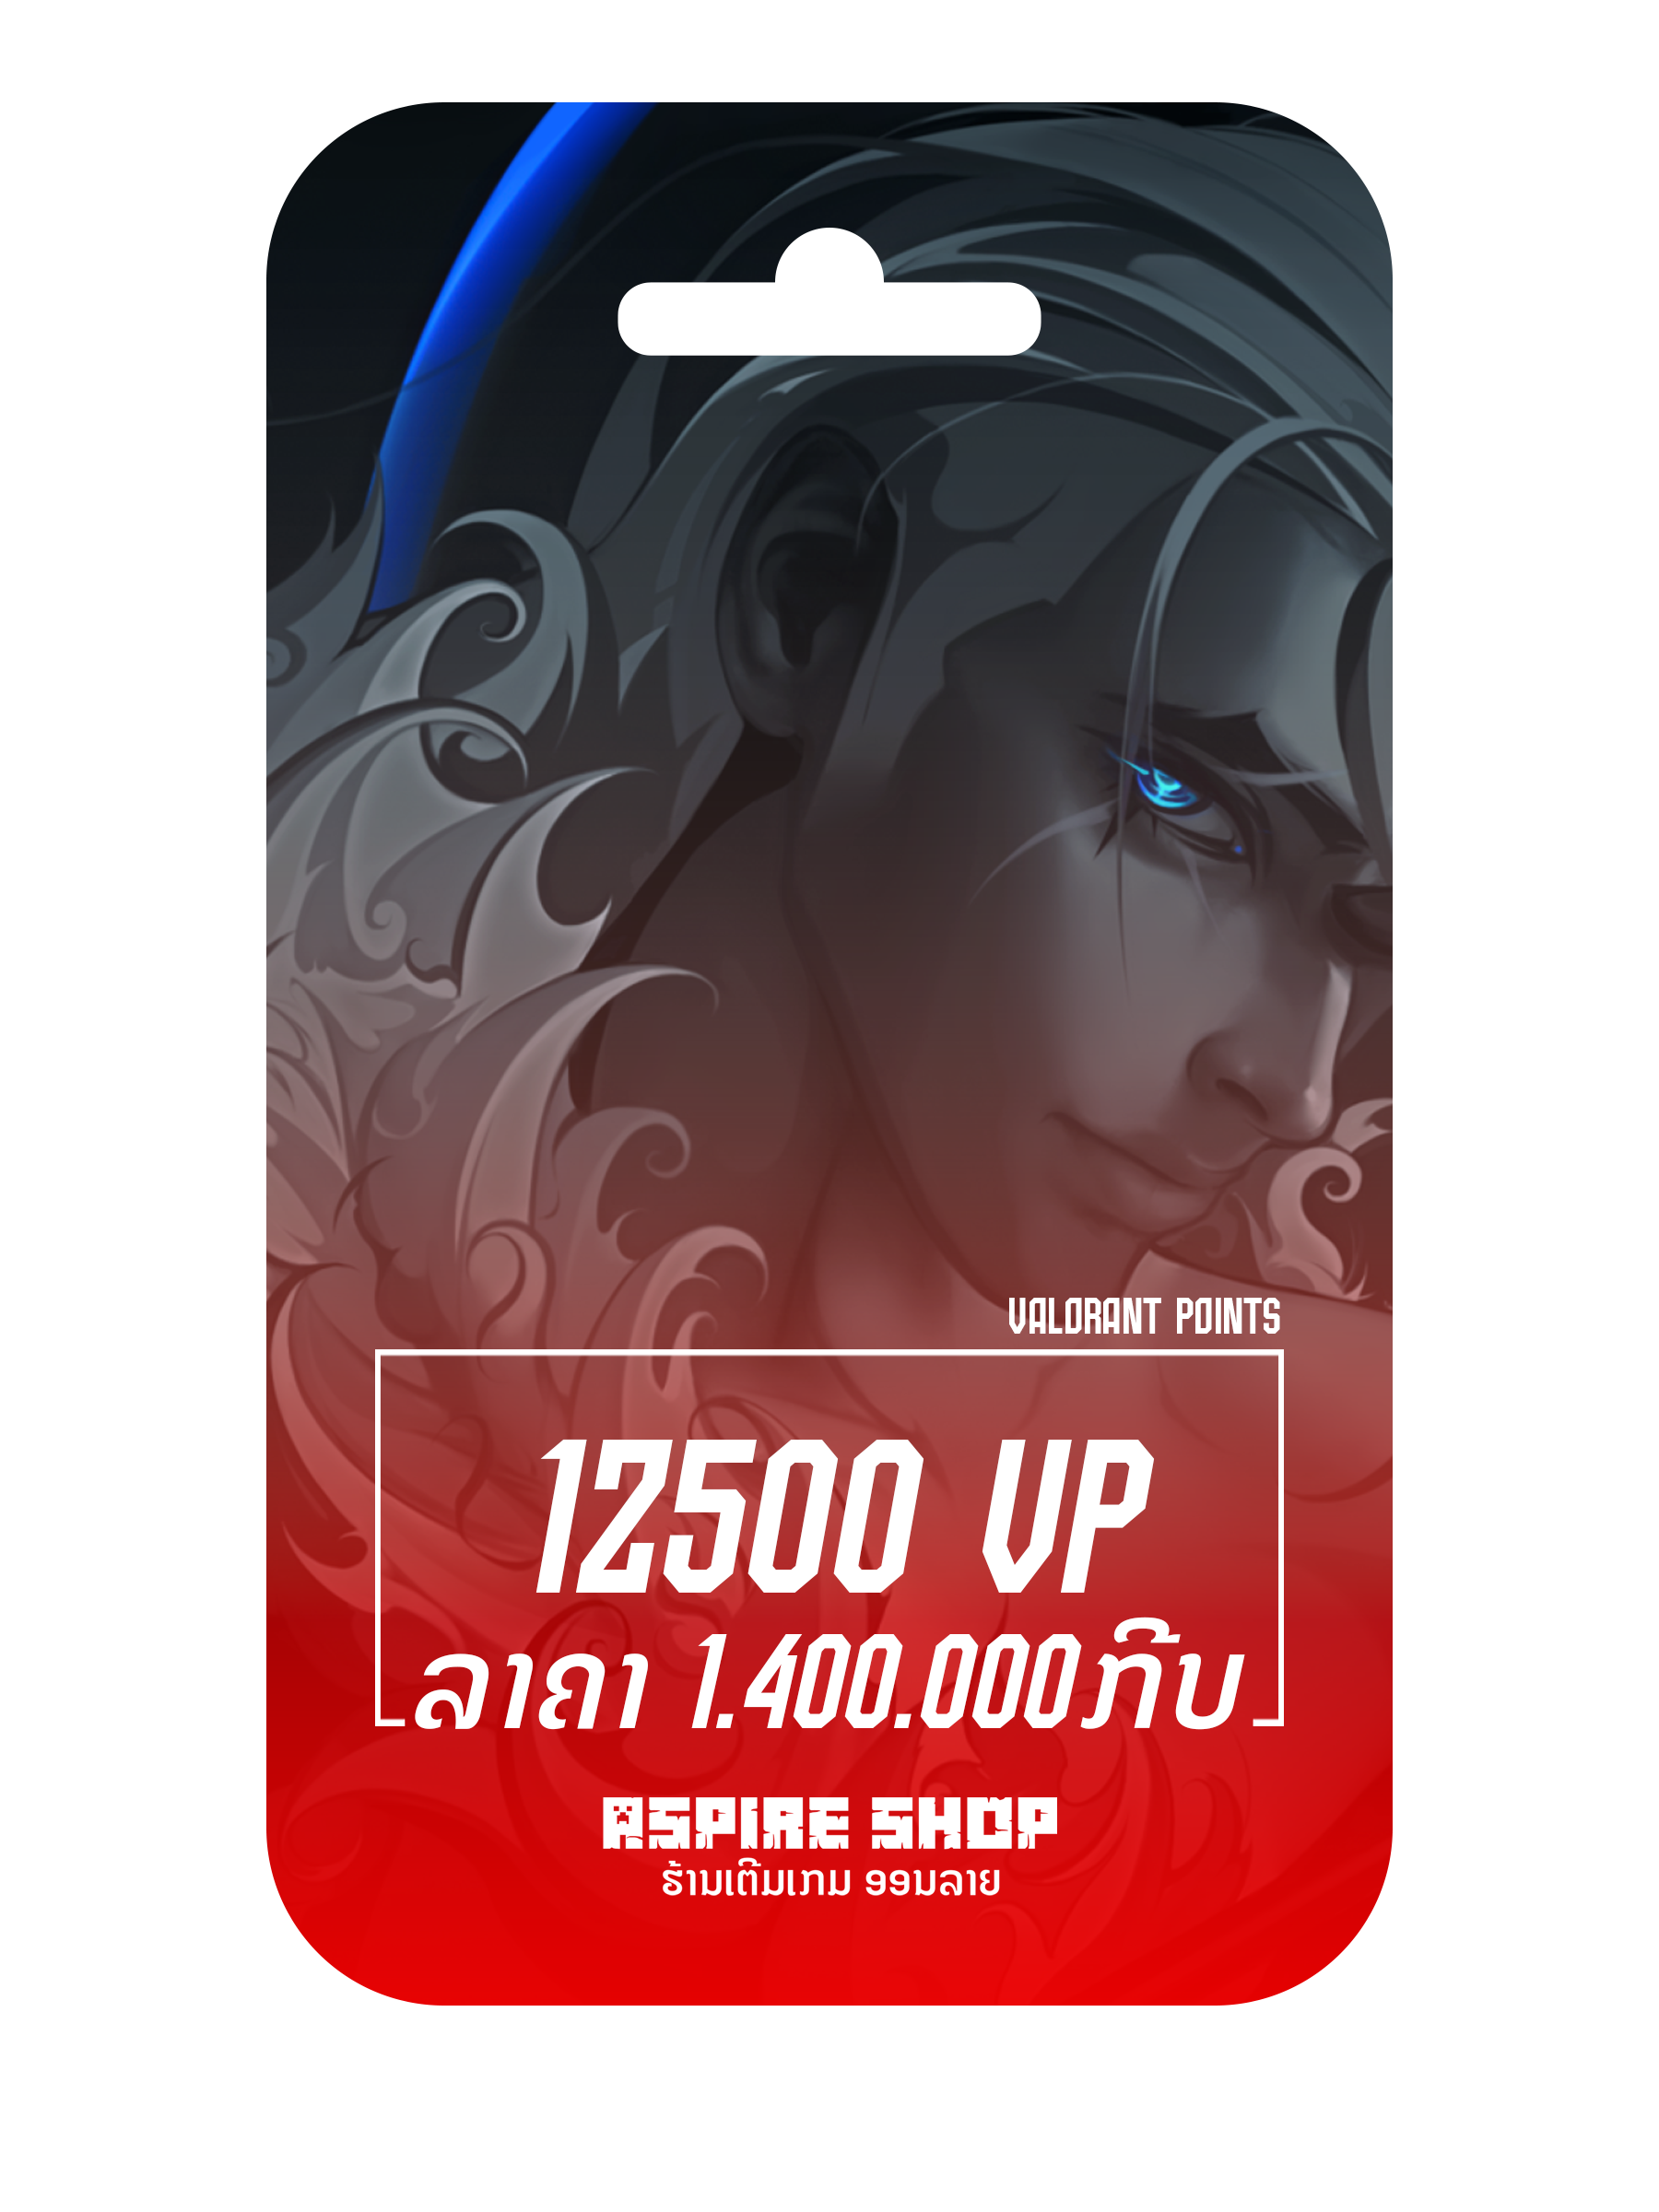 VALORANT POINTS
12500 VP
ລາຄາ 1.400.000ກີບ
ASPIRE SHOP
ຮ້ານເຕີມເກມ ອອນລາຍ